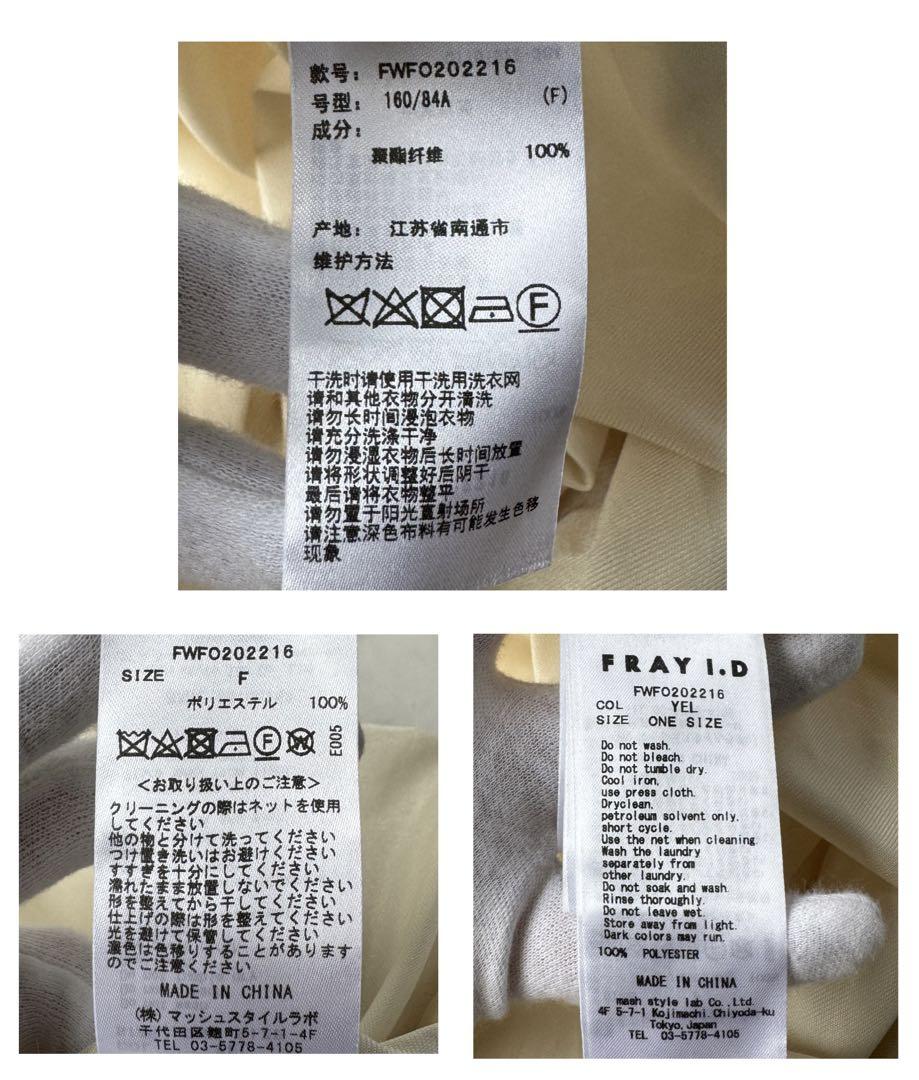 款号： FWFO202216
号型： 160/84A (F)
成分：
聚酯纤维 100%
产地： 江苏省南通市
维护方法
F
干洗时请使用干洗用洗衣网
请和其他衣物分开清洗
请勿长时间浸泡衣物
请充分洗涤干净
请勿浸湿衣物后长时间放置
请将形状调整好后阴干
最后请将衣物整平
请勿置于阳光直射场所
请注意深色布料有可能发生色移
现象
FWFO202216
SIZE F
ポリエステル 100%
F W
E005
<お取り扱い上のご注意>
クリーニングの際はネットを使用
してください
他の物と分けて洗ってください
つけ置き洗いはお避けください
すすぎを十分にしてください
濡れたまま放置しないでください
形を整えてから干してください
仕上げの際は形を整えてください
光を避けて保管してください
濃色は色移りすることがあります
のでご注意ください
MADE IN CHINA
(株)マッシュスタイルラボ
千代田区麹町5-7-1-4F
TEL 03-5778-4105
FRAY I.D
FWFO202216
COL YEL
SIZE ONE SIZE
Do not wash.
Do not bleach.
Do not tumble dry.
Cool iron,
use press cloth.
Dryclean,
petroleum solvent only.
short cycle.
Use the net when cleaning.
Wash the laundry
separately from
other laundry.
Do not soak and wash.
Rinse thoroughly.
Do not leave wet.
Store away from light.
Dark colors may run.
100% POLYESTER
MADE IN CHINA
mash style lab Co.,Ltd.
4F 5-7-1 Kojimachi,Chiyoda-ku
Tokyo,Japan
TEL 03-5778-4105